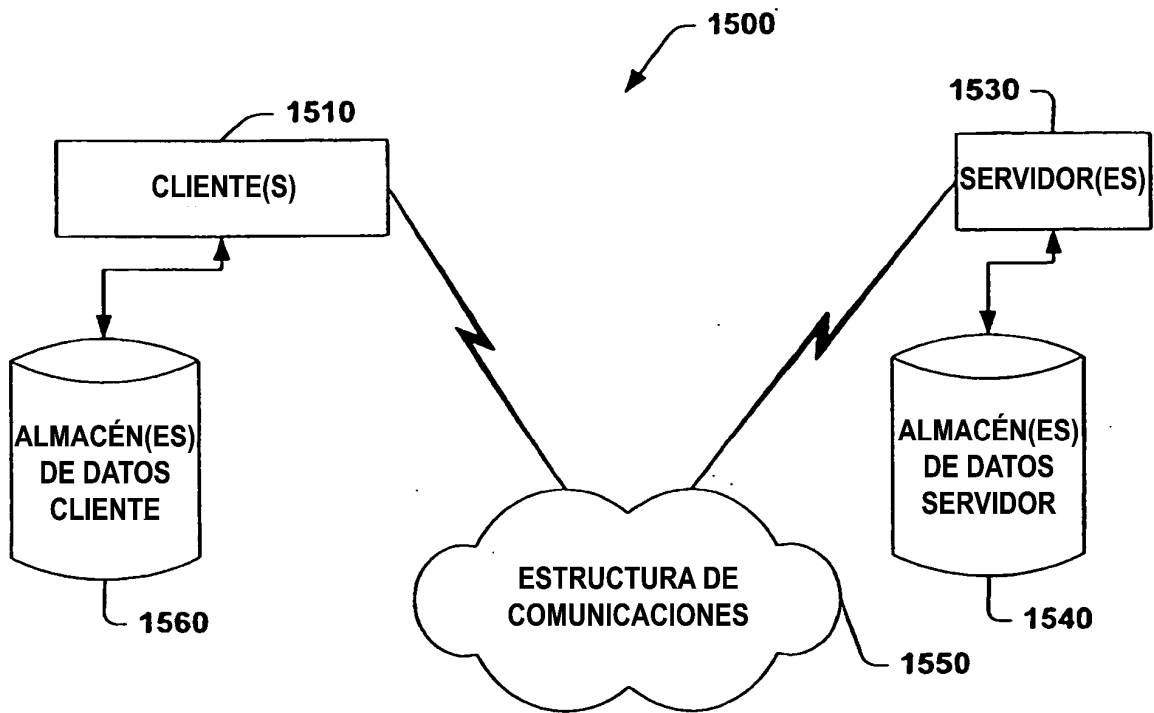 1500
1510
CLIENTE(S)
1530
SERVIDOR(ES)
ALMACÉN(ES)
DE DATOS
CLIENTE
1560
ESTRUCTURA DE
COMUNICACIONES
1550
ALMACÉN(ES)
DE DATOS
SERVIDOR
1540